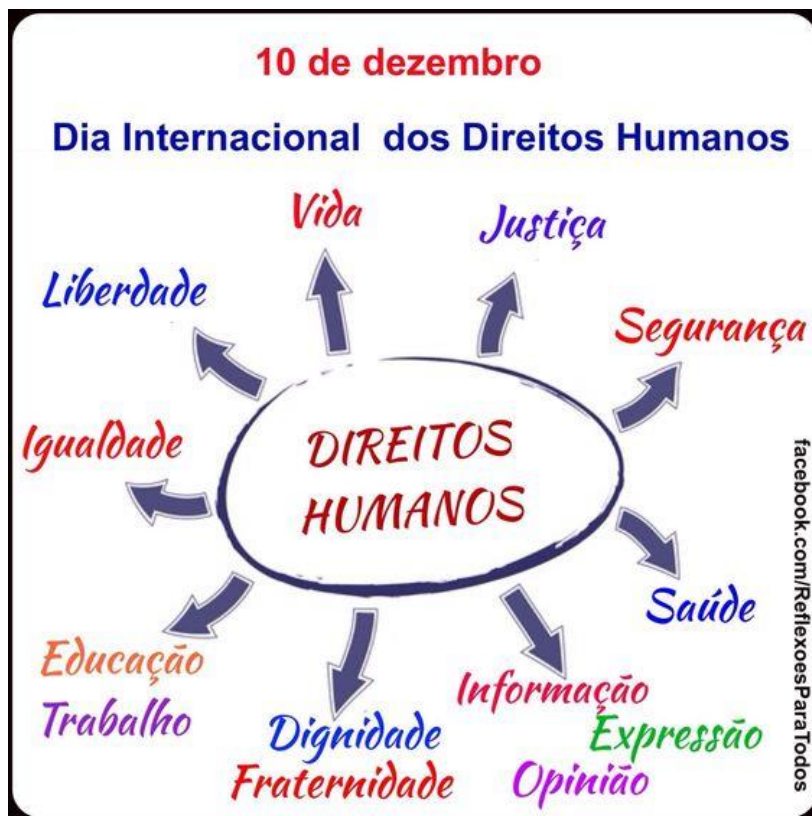 10 de dezembro
Dia Internacional dos Direitos Humanos
Vida
Justiça
Liberdade
Segurança
Igualdade
DIREITOS
HUMANOS
Saúde
Educação
Trabalho
Dignidade
Fraternidade
Informação
Expressão
Opinião
facebook.com/ReflexoesParaTodos